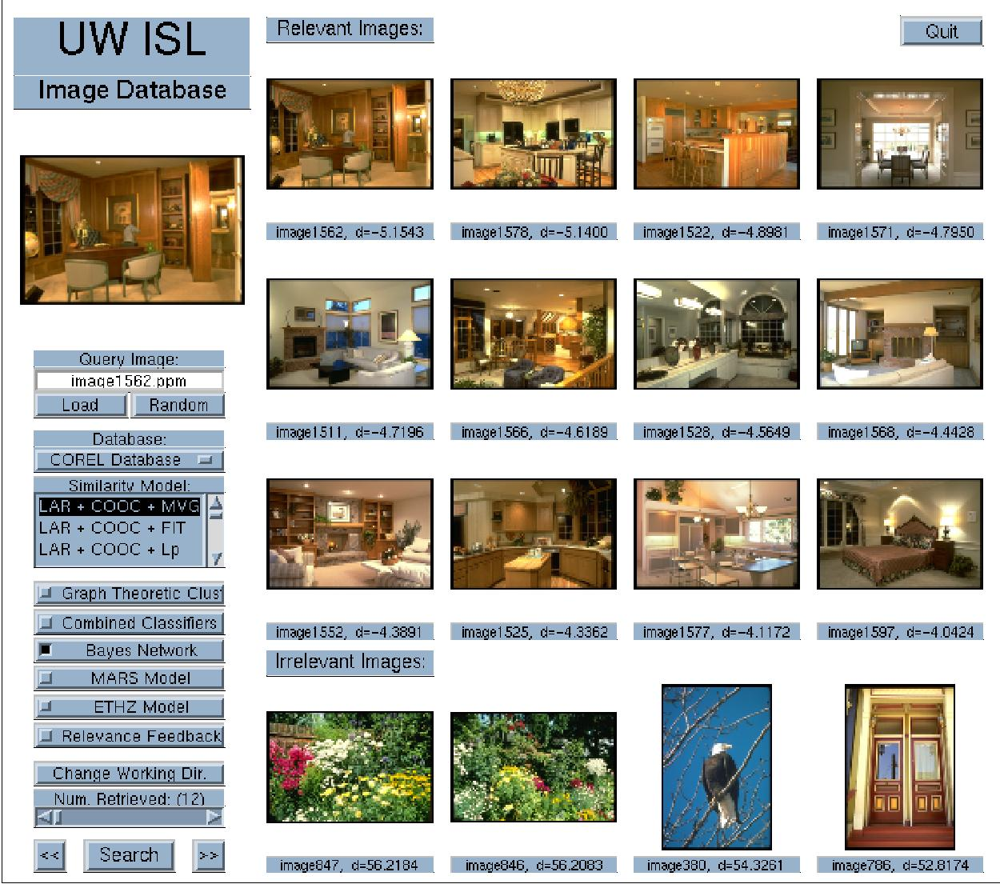 UW ISL
Image Database
Relevant Images:
Quit
image1562, d=-5.1543
image1578, d=-5.1400
image1522, d=-4.8981
image1571, d=-4.7950
image1511, d=-4.7196
image1566, d=-4.6189
image1528, d=-4.5649
image1568, d=-4.4428
image1552, d=-4.3891
image1525, d=-4.3362
image1577, d=-4.1172
image1597, d=-4.0424
Query Image:
image1562.ppm
Load
Random
Database:
COREL Database
Similarity Model:
LAR + COOC + MVG
LAR + COOC + FIT
LAR + COOC + Lp
Graph Theoretic Clus
Combined Classifiers
Bayes Network
MARS Model
ETHZ Model
Relevance Feedback
Change Working Dir.
Num. Retrieved: (12)
<<
Search
>>
Irrelevant Images:
image847, d=56.2184
image846, d=56.2083
image380, d=54.3261
image786, d=52.8174